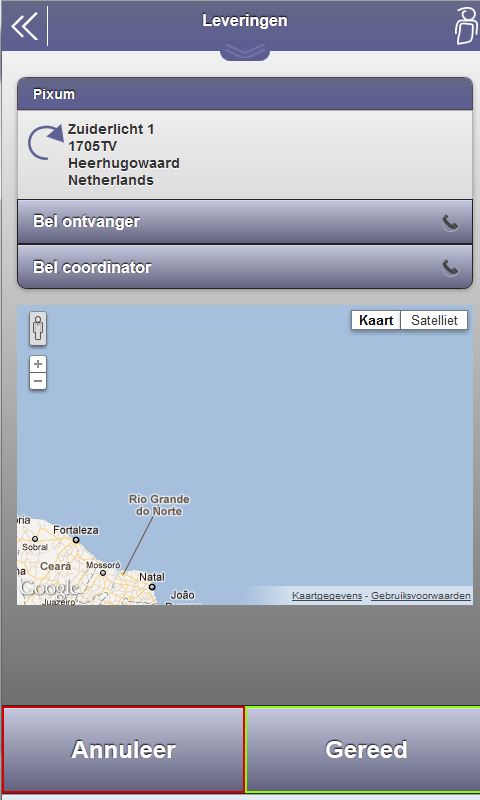 Leveringen
Pixum
Zuiderlicht 1
1705TV
Heerhugowaard
Netherlands
Bel ontvanger
Bel coordinator
Kaart Satelliet
Rio Grande
do Norte
Fortaleza
Sobral
Ceará
Mossoró
Natal
Google
João
Juazeiro
Kaartgegevens - Gebruiksvoorwaarden
Annuleer
Gereed